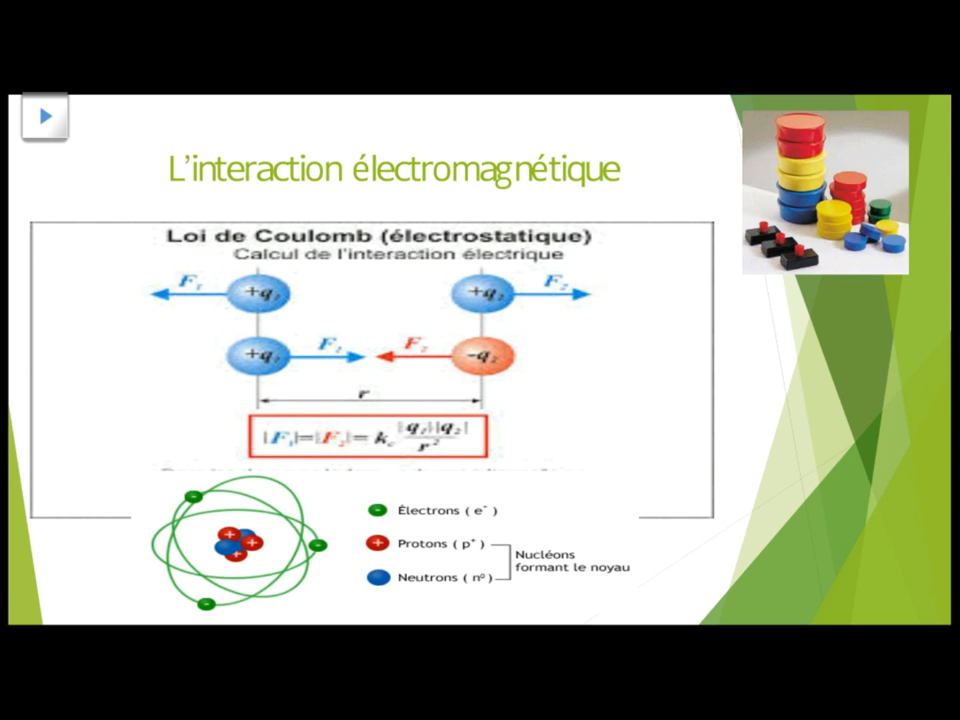 L’interaction électromagnétique
Loi de Coulomb (électrostatique)
Calcul de l'interaction électrique
F₁ +q₁ +q₂ F₂
+q₁ F₁ F₂ -q₂
r
|F₁|=|F₂|= k꜀ |q₁||q₂| / r²
Électrons ( e⁻ )
Protons ( p⁺ )
Neutrons ( n⁰ )
Nucléons
formant le noyau